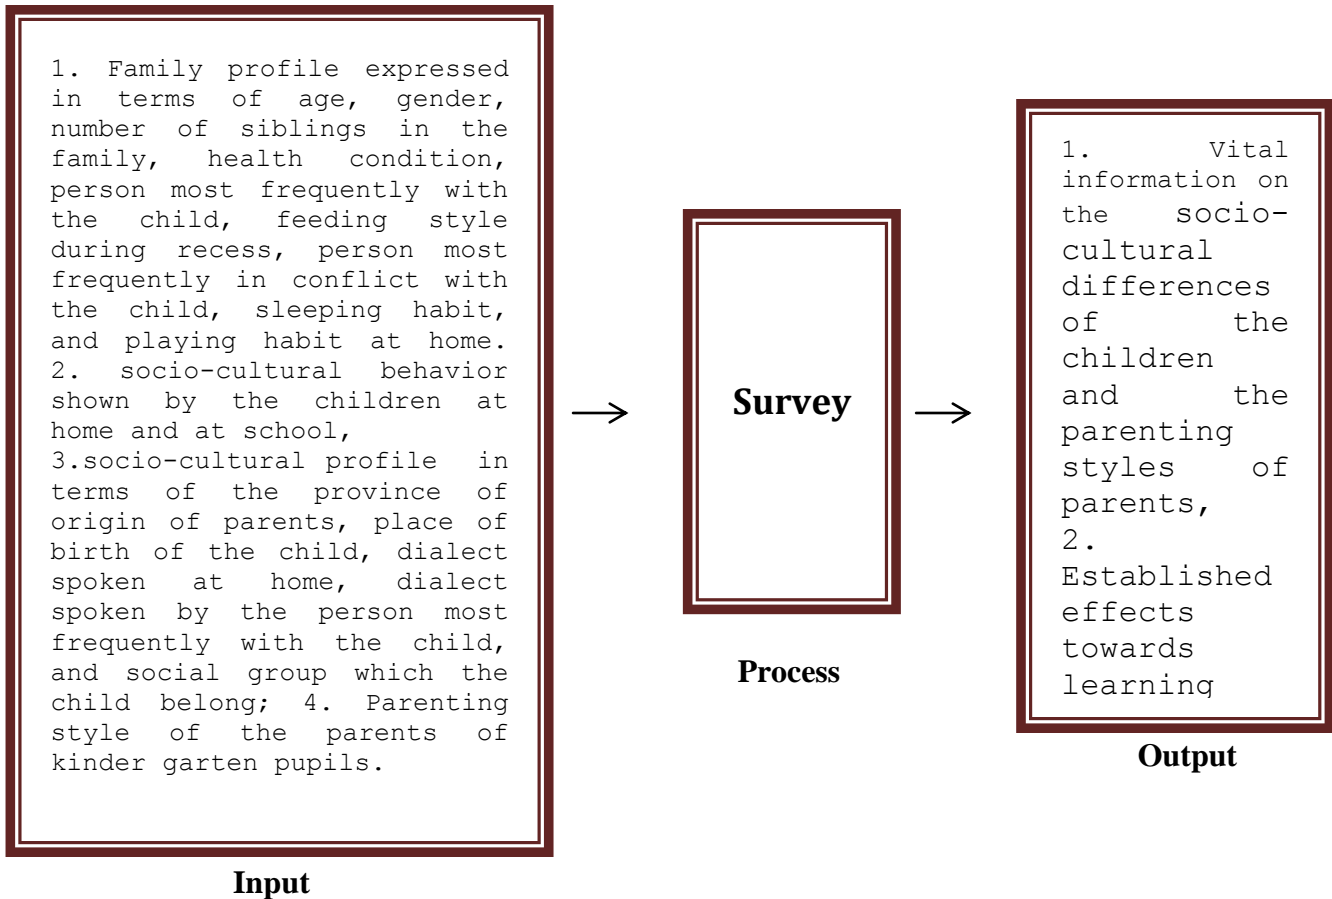 1. Family profile expressed
in terms of age, gender,
number of siblings in the
family, health condition,
person most frequently with
the child, feeding style
during recess, person most
frequently in conflict with
the child, sleeping habit,
and playing habit at home.
2. socio-cultural behavior
shown by the children at
home and at school,
3.socio-cultural profile in
terms of the province of
origin of parents, place of
birth of the child, dialect
spoken at home, dialect
spoken by the person most
frequently with the child,
and social group which the
child belong; 4. Parenting
style of the parents of
kinder garten pupils.
Input
Survey
Process
1. Vital
information on
the socio-
cultural
differences
of the
children
and the
parenting
styles of
parents,
2.
Established
effects
towards
learning
Output